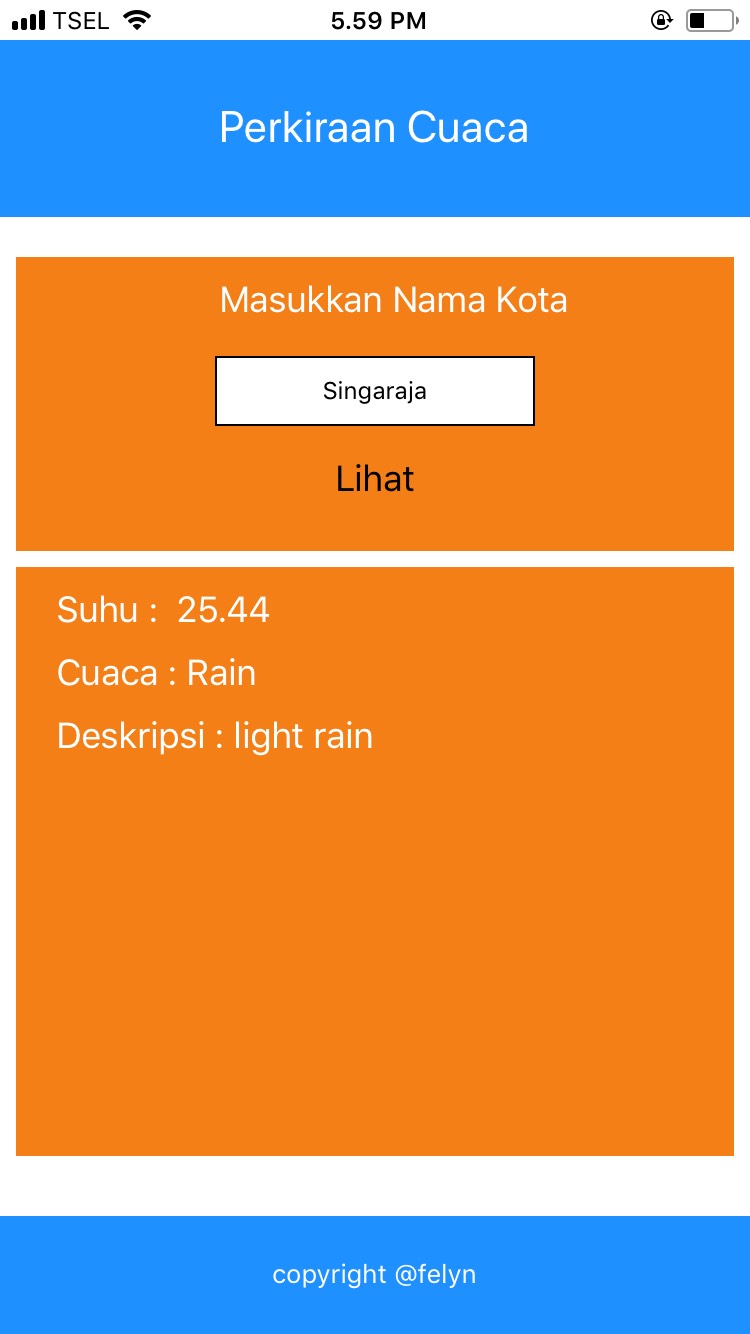 TSEL 5.59 PM
Perkiraan Cuaca
Masukkan Nama Kota
Singaraja
Lihat
Suhu :  25.44
Cuaca : Rain
Deskripsi : light rain
copyright @felyn